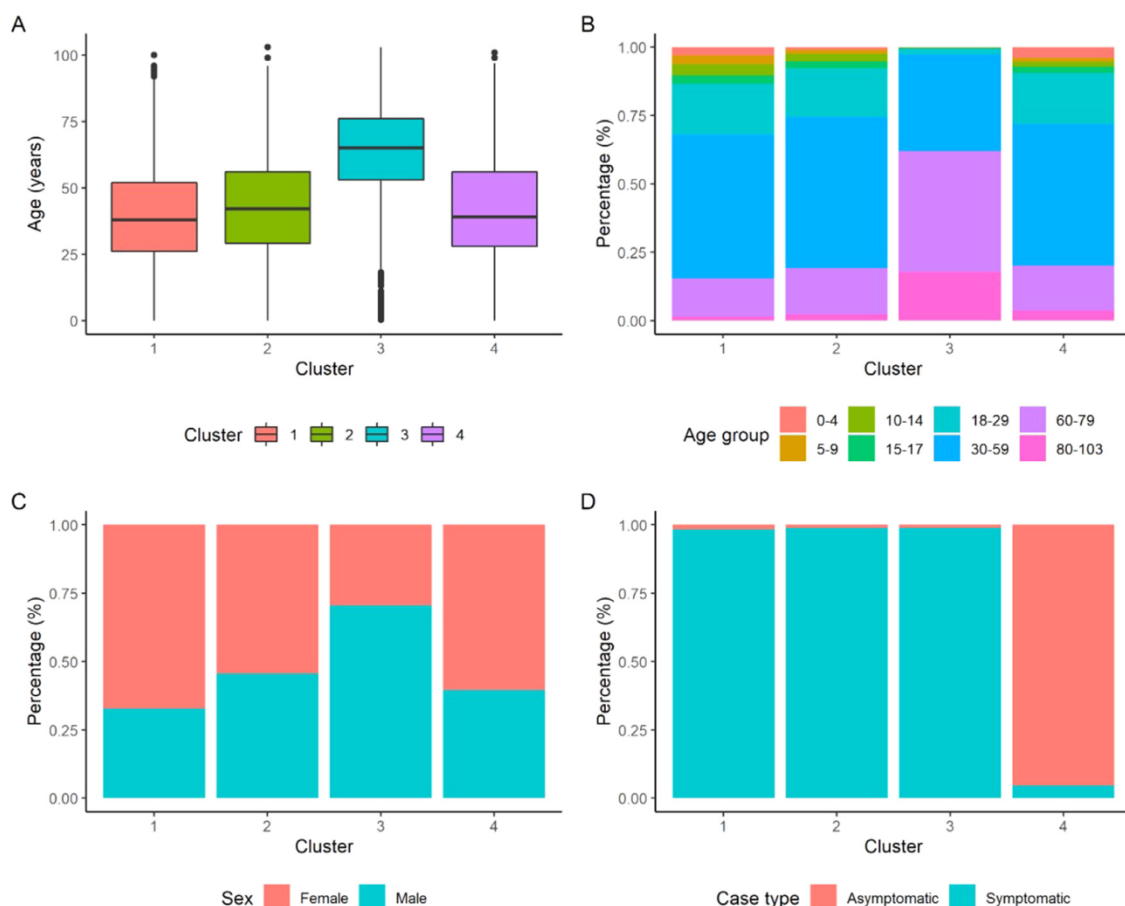 A
Age (years)
100
75
50
25
0
1 2 3 4
Cluster
Cluster 1 2 3 4
B
Percentage (%)
1.00
0.75
0.50
0.25
0.00
1 2 3 4
Cluster
Age group
0-4 10-14 18-29 60-79
5-9 15-17 30-59 80-103
C
Percentage (%)
1.00
0.75
0.50
0.25
0.00
1 2 3 4
Cluster
Sex Female Male
D
Percentage (%)
1.00
0.75
0.50
0.25
0.00
1 2 3 4
Cluster
Case type Asymptomatic Symptomatic